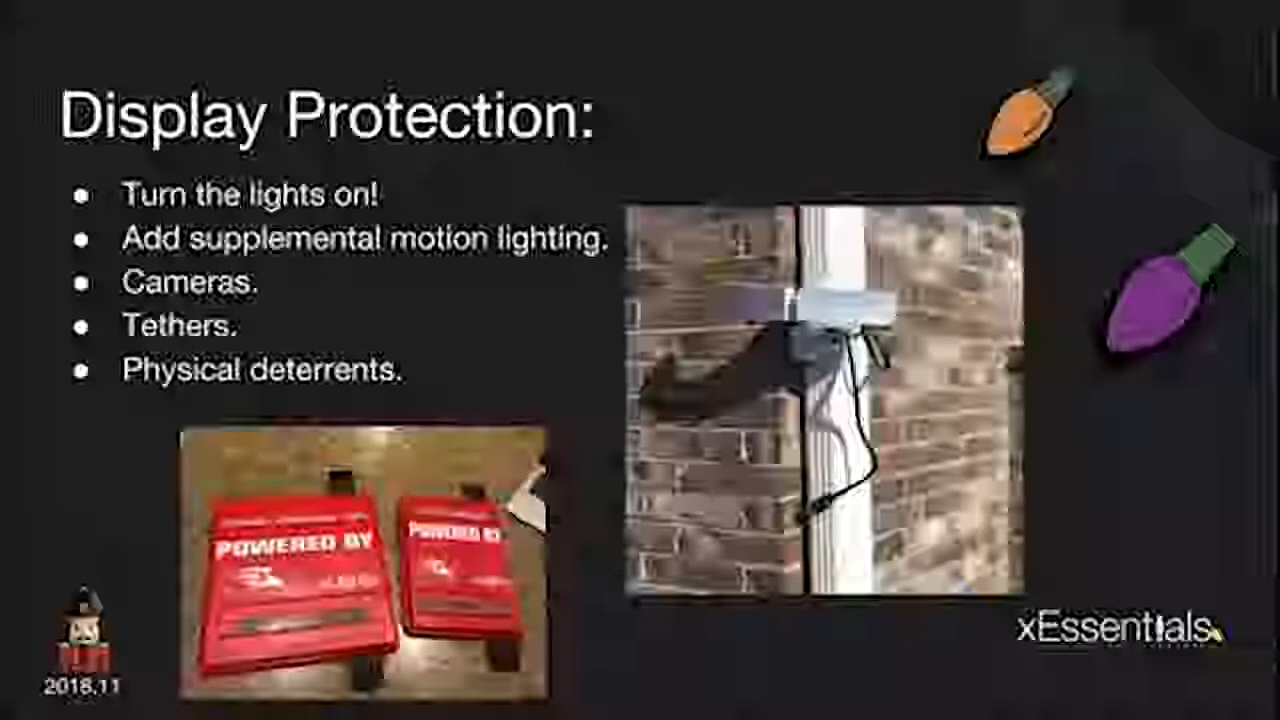 Display Protection:
● Turn the lights on!
● Add supplemental motion lighting.
● Cameras.
● Tethers.
● Physical deterrents.
POWERED BY
POWERED BY
xEssentials
2018.11